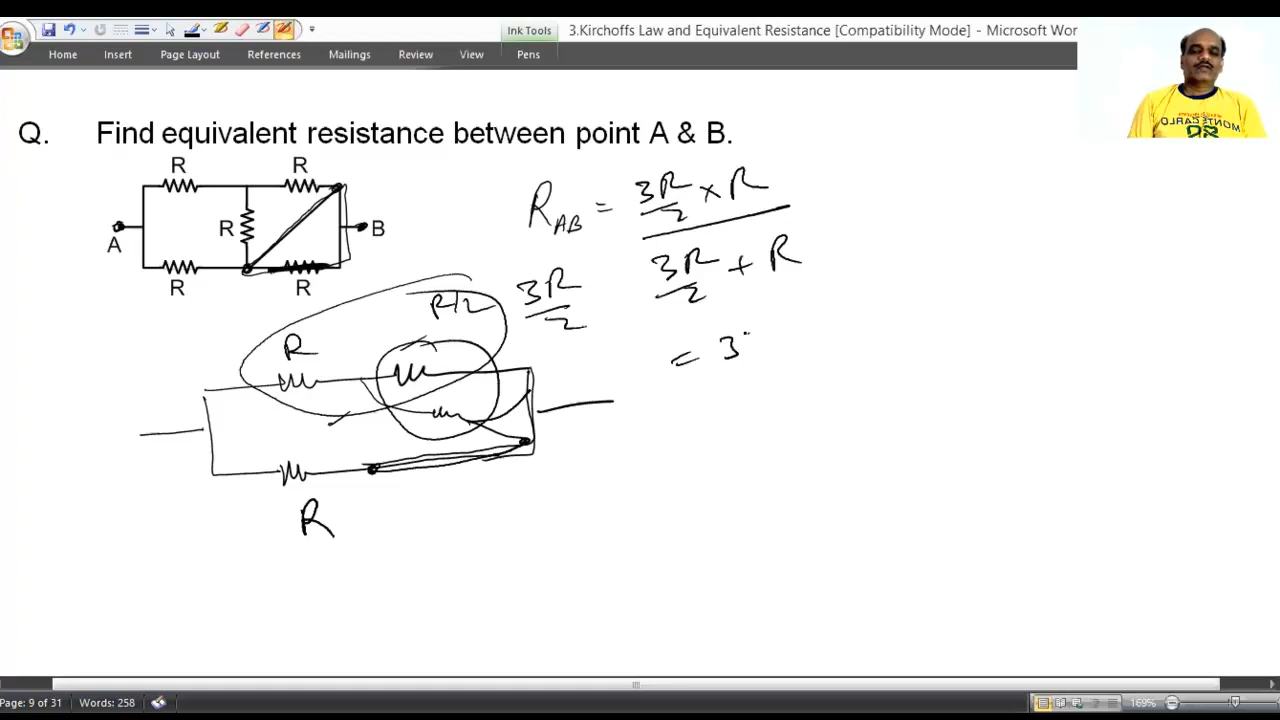 Ink Tools
3.Kirchoffs Law and Equivalent Resistance [Compatibility Mode] - Microsoft Wor
Home Insert Page Layout References Mailings Review View Pens
Q. Find equivalent resistance between point A & B.
R R
R
A B
R R
R_AB = (3R/2 × R) / (3R/2 + R)
= 3
R/2 3R/2
R
R
Page: 9 of 31 Words: 258 169%